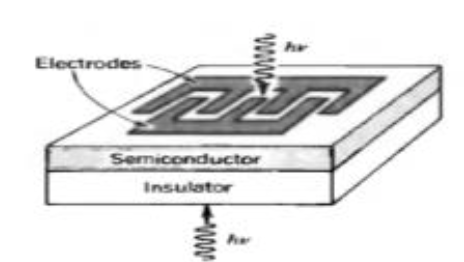 hν
Electrodes
Semiconductor
Insulator
hν